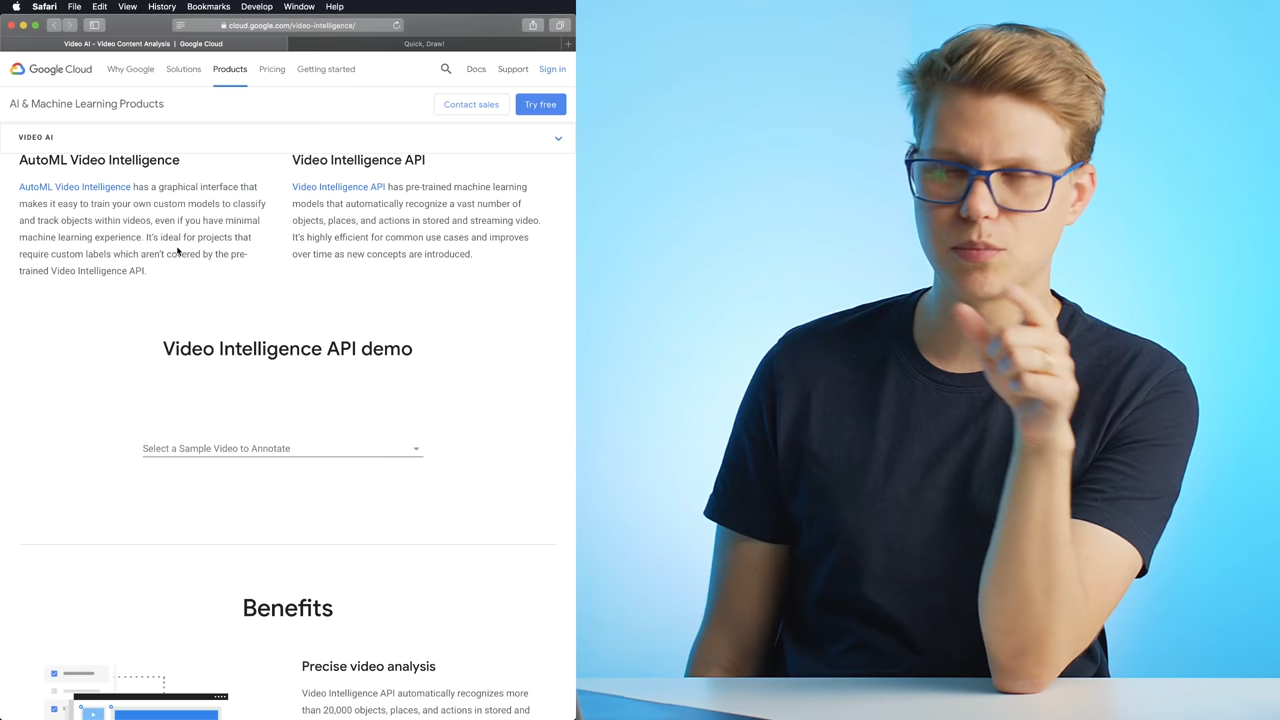 Safari File Edit View History Bookmarks Develop Window Help
cloud.google.com/video-intelligence/
Video AI - Video Content Analysis | Google Cloud
Quick, Draw!
Google Cloud Why Google Solutions Products Pricing Getting started Docs Support Sign in
AI & Machine Learning Products
Contact sales
Try free
VIDEO AI
AutoML Video Intelligence
AutoML Video Intelligence has a graphical interface that
makes it easy to train your own custom models to classify
and track objects within videos, even if you have minimal
machine learning experience. It's ideal for projects that
require custom labels which aren't covered by the pre-
trained Video Intelligence API.
Video Intelligence API
Video Intelligence API has pre-trained machine learning
models that automatically recognize a vast number of
objects, places, and actions in stored and streaming video.
It's highly efficient for common use cases and improves
over time as new concepts are introduced.
Video Intelligence API demo
Select a Sample Video to Annotate
Benefits
Precise video analysis
Video Intelligence API automatically recognizes more
than 20,000 objects, places, and actions in stored and